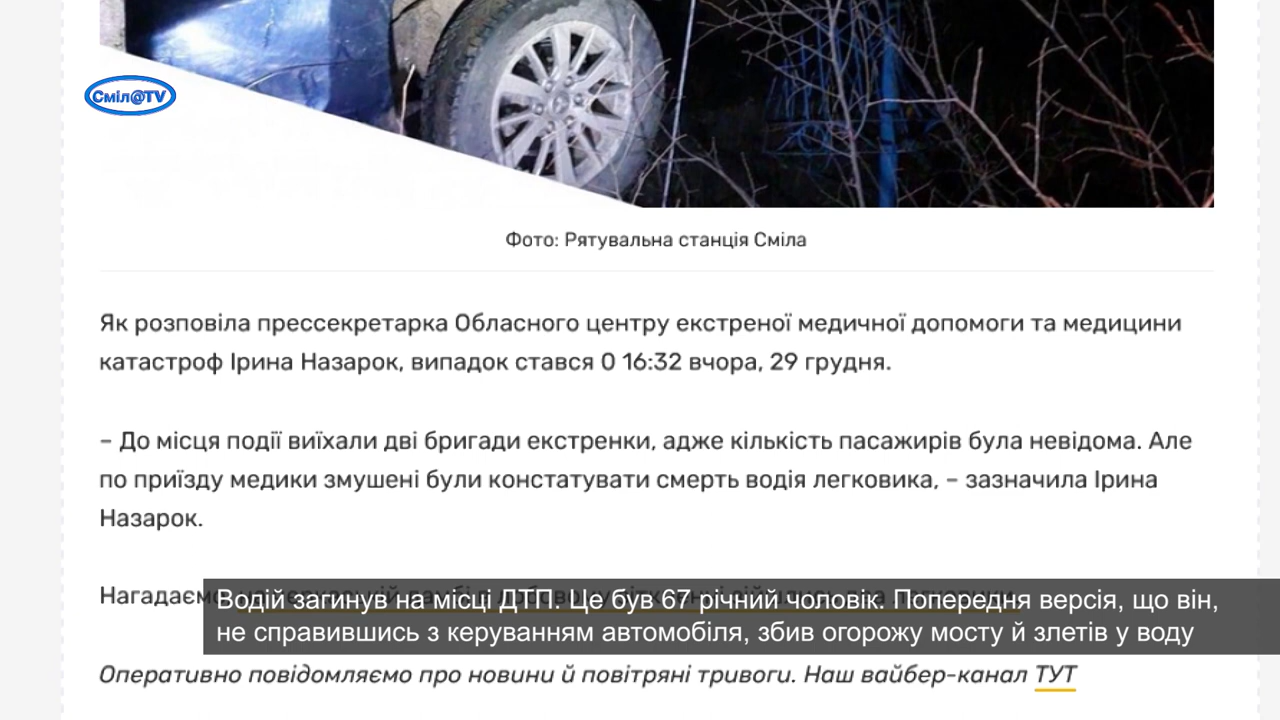 Сміл@TV
Фото: Рятувальна станція Сміла
Як розповіла прессекретарка Обласного центру екстреної медичної допомоги та медицини
катастроф Ірина Назарок, випадок стався 0 16:32 вчора, 29 грудня.
– До місця події виїхали дві бригади екстренки, адже кількість пасажирів була невідома. Але
по приїзду медики змушені були констатувати смерть водія легковика, – зазначила Ірина
Назарок.
Нагадаємо
Водій загинув на місці ДТП. Це був 67 річний чоловік. Попередня версія, що він,
не справившись з керуванням автомобіля, збив огорожу мосту й злетів у воду
Оперативно повідомляємо про новини й повітряні тривоги. Наш вайбер-канал ТУТ